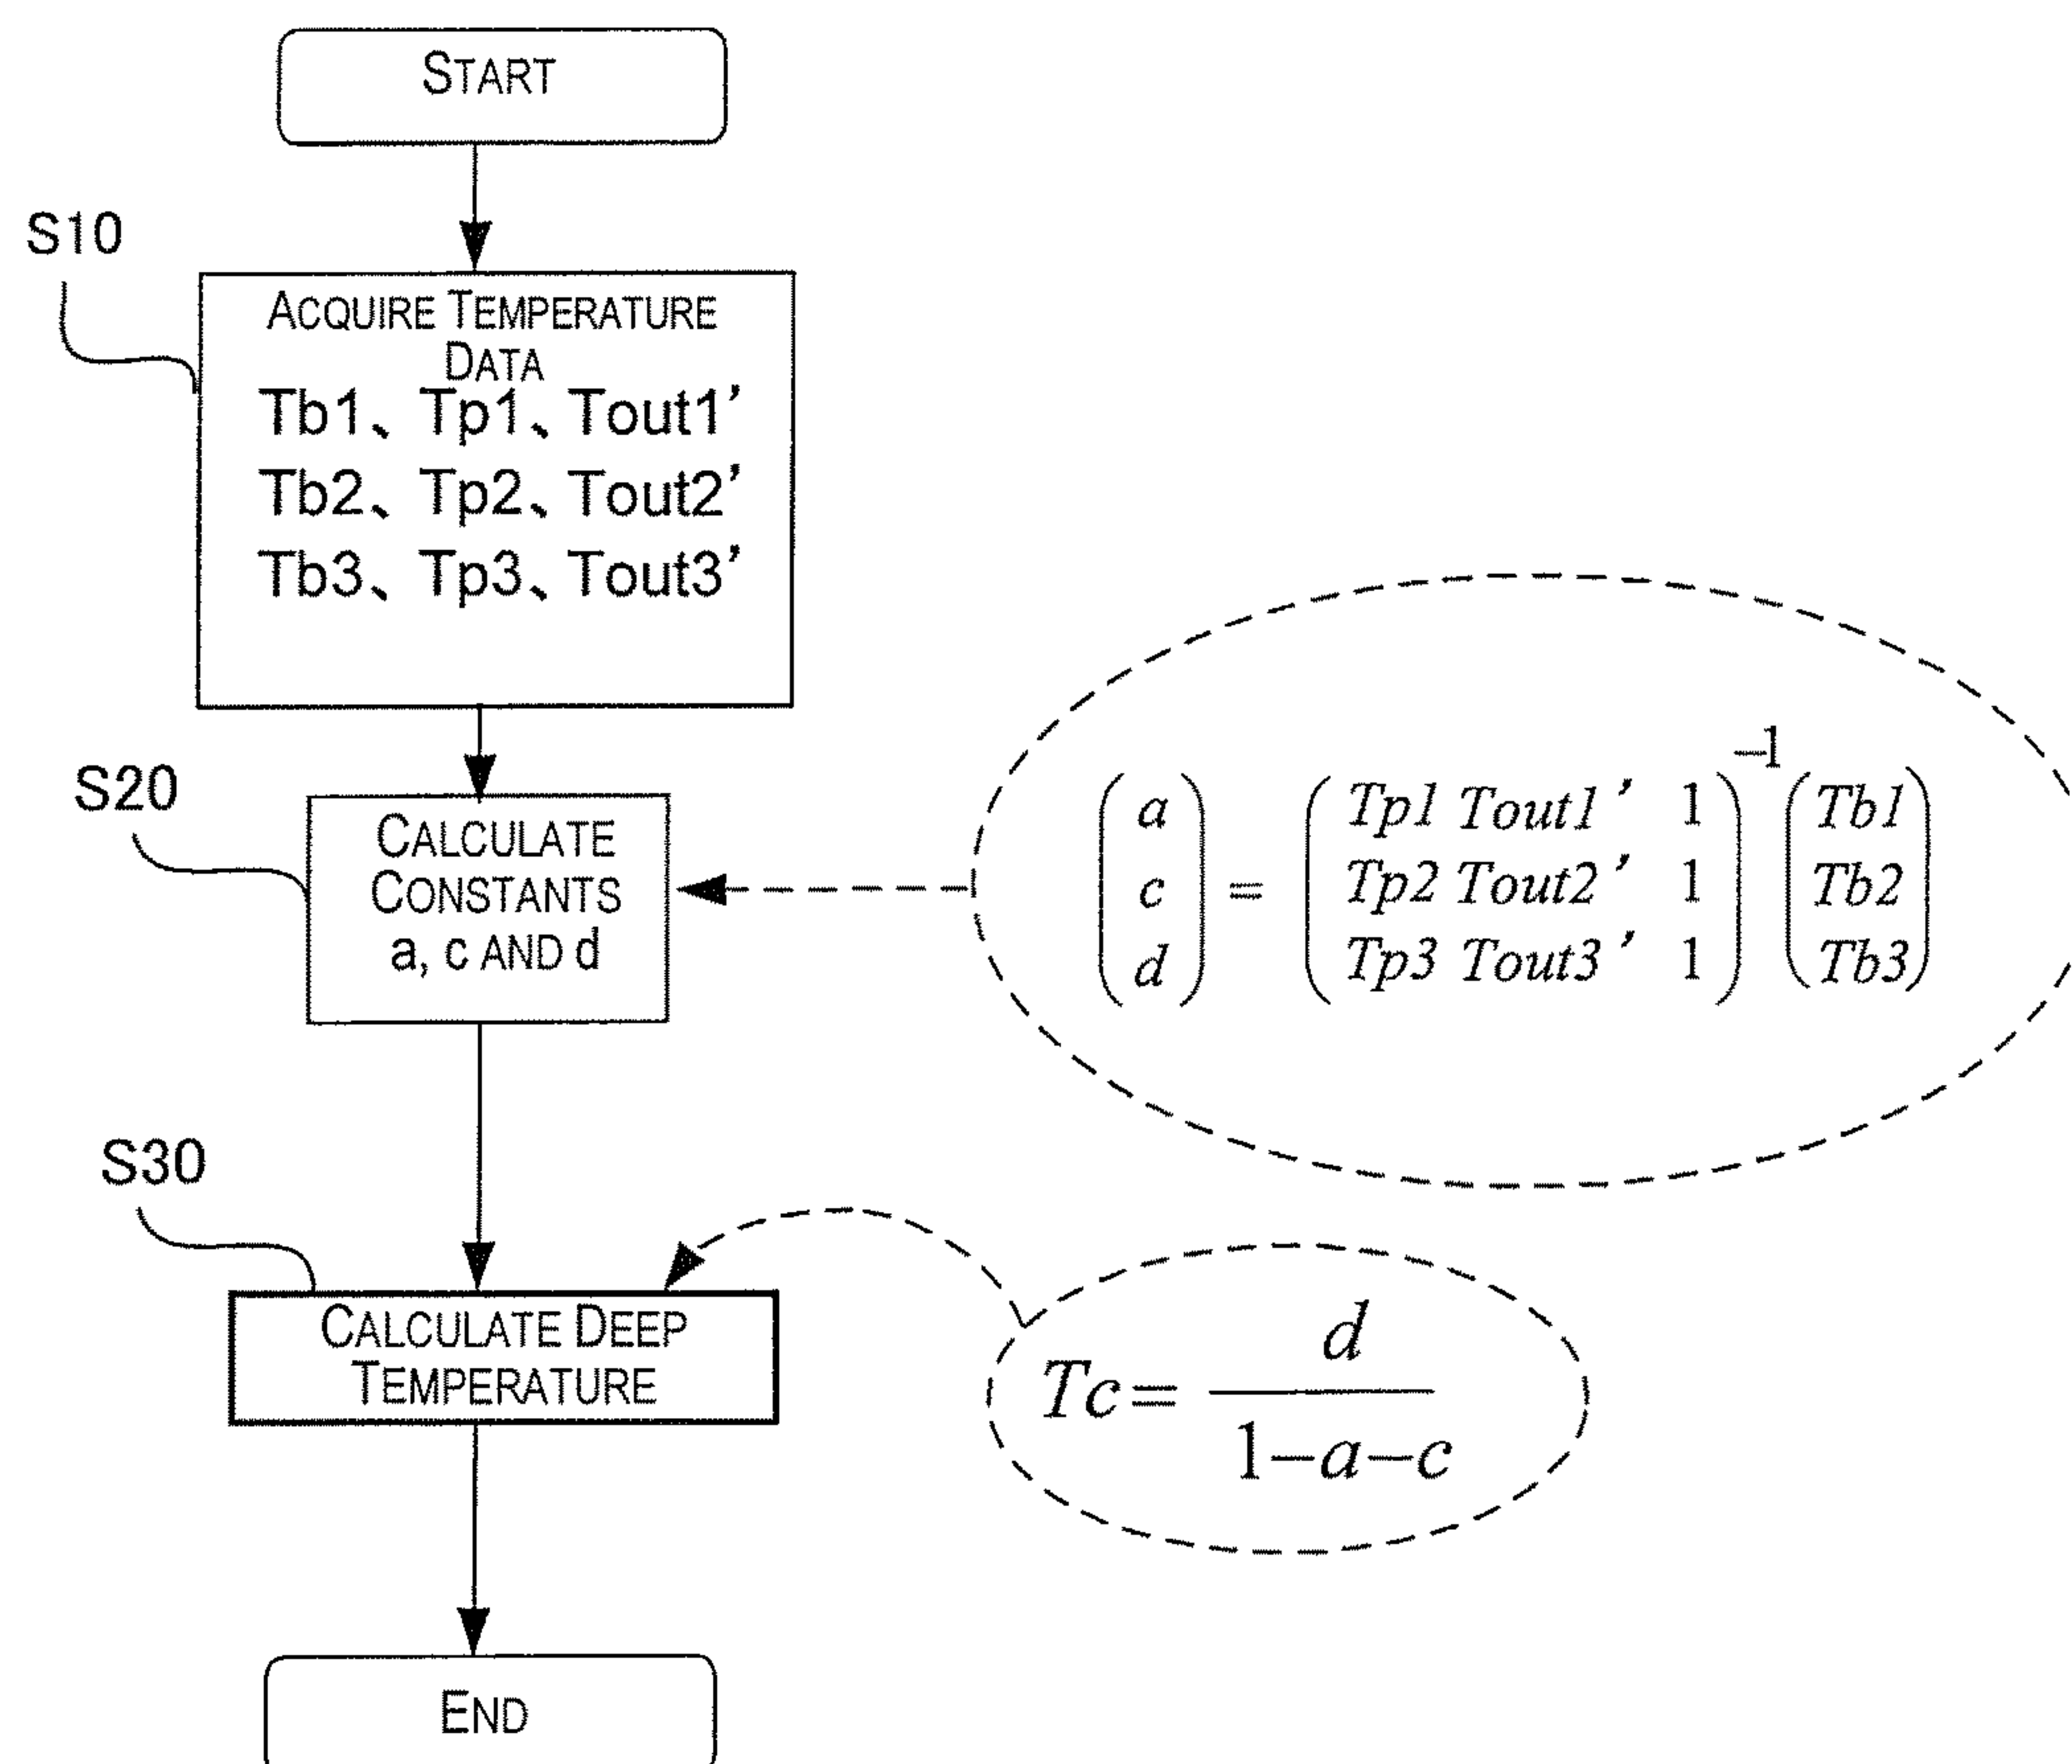 START
S10
ACQUIRE TEMPERATURE
DATA
Tb1、Tp1、Tout1’
Tb2、Tp2、Tout2’
Tb3、Tp3、Tout3’
S20
CALCULATE
CONSTANTS
a, c AND d
−1
a Tp1 Tout1’ 1 Tb1
c = Tp2 Tout2’ 1 Tb2
d Tp3 Tout3’ 1 Tb3
S30
CALCULATE DEEP
TEMPERATURE
d
Tc=
1−a−c
END